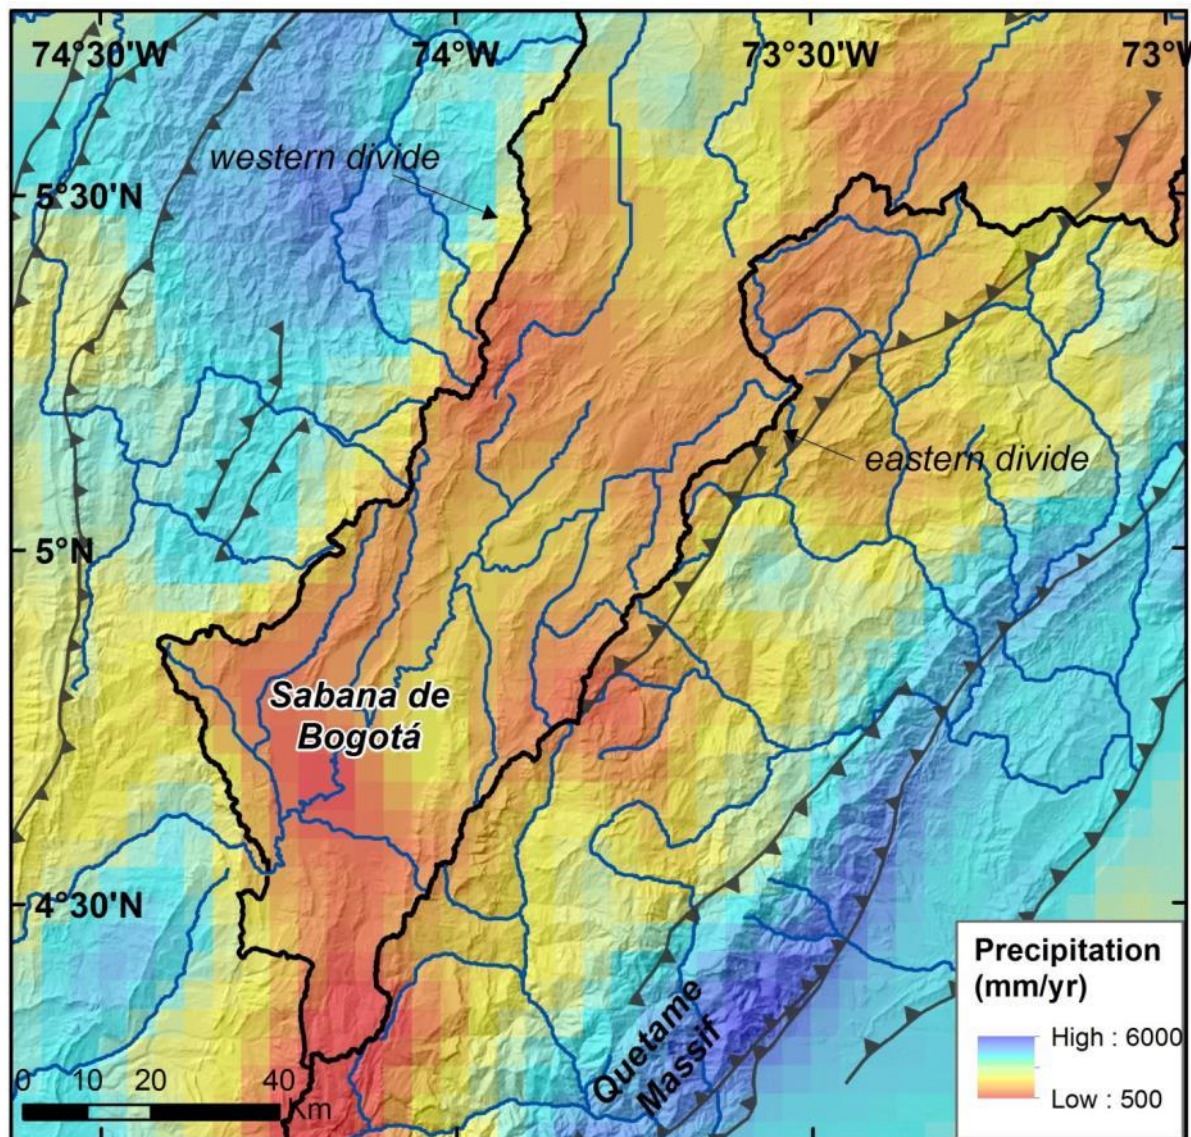 74°30'W
74°W
73°30'W
73°W
western divide
5°30'N
eastern divide
5°N
Sabana de
Bogotá
4°30'N
Quetame
Massif
Precipitation
(mm/yr)
High : 6000
Low : 500
0 10 20 40
Km